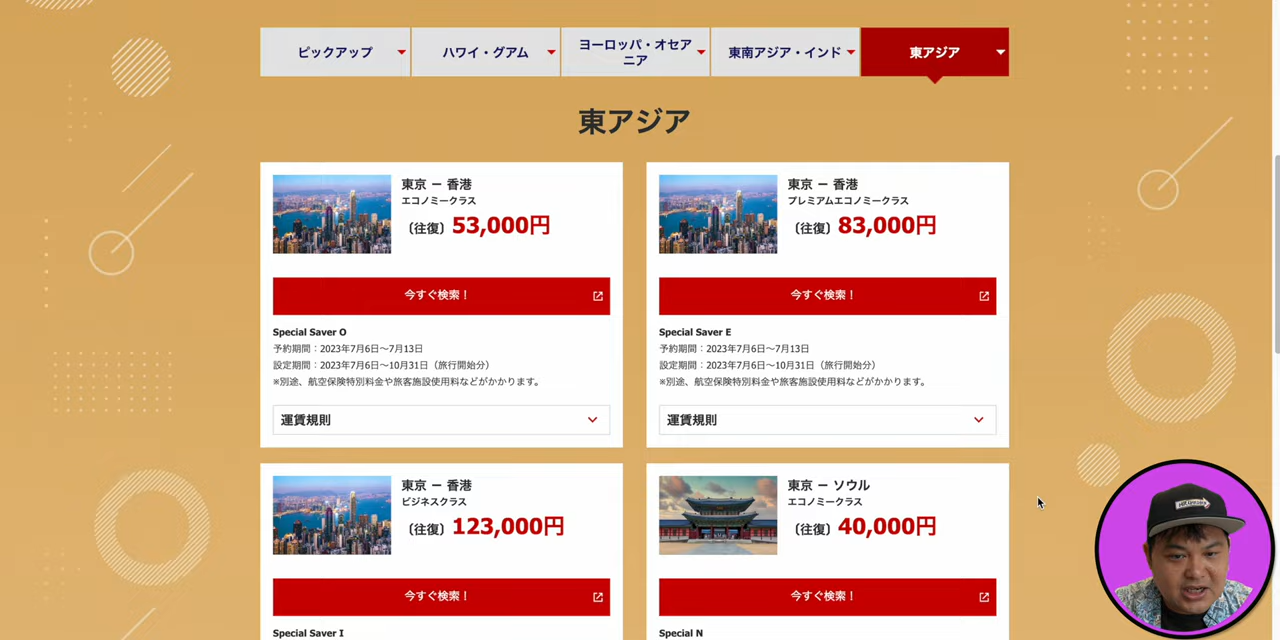 ピックアップ
ハワイ・グアム
ヨーロッパ・オセア
ニア
東南アジア・インド
東アジア
東アジア
東京 － 香港
エコノミークラス
（往復）53,000円
今すぐ検索！
Special Saver O
予約期間：2023年7月6日～7月13日
設定期間：2023年7月6日～10月31日（旅行開始分）
※別途、航空保険特別料金や旅客施設使用料などがかかります。
運賃規則
東京 － 香港
プレミアムエコノミークラス
（往復）83,000円
今すぐ検索！
Special Saver E
予約期間：2023年7月6日～7月13日
設定期間：2023年7月6日～10月31日（旅行開始分）
※別途、航空保険特別料金や旅客施設使用料などがかかります。
運賃規則
東京 － 香港
ビジネスクラス
（往復）123,000円
今すぐ検索！
Special Saver I
東京 － ソウル
エコノミークラス
（往復）40,000円
今すぐ検索！
Special N